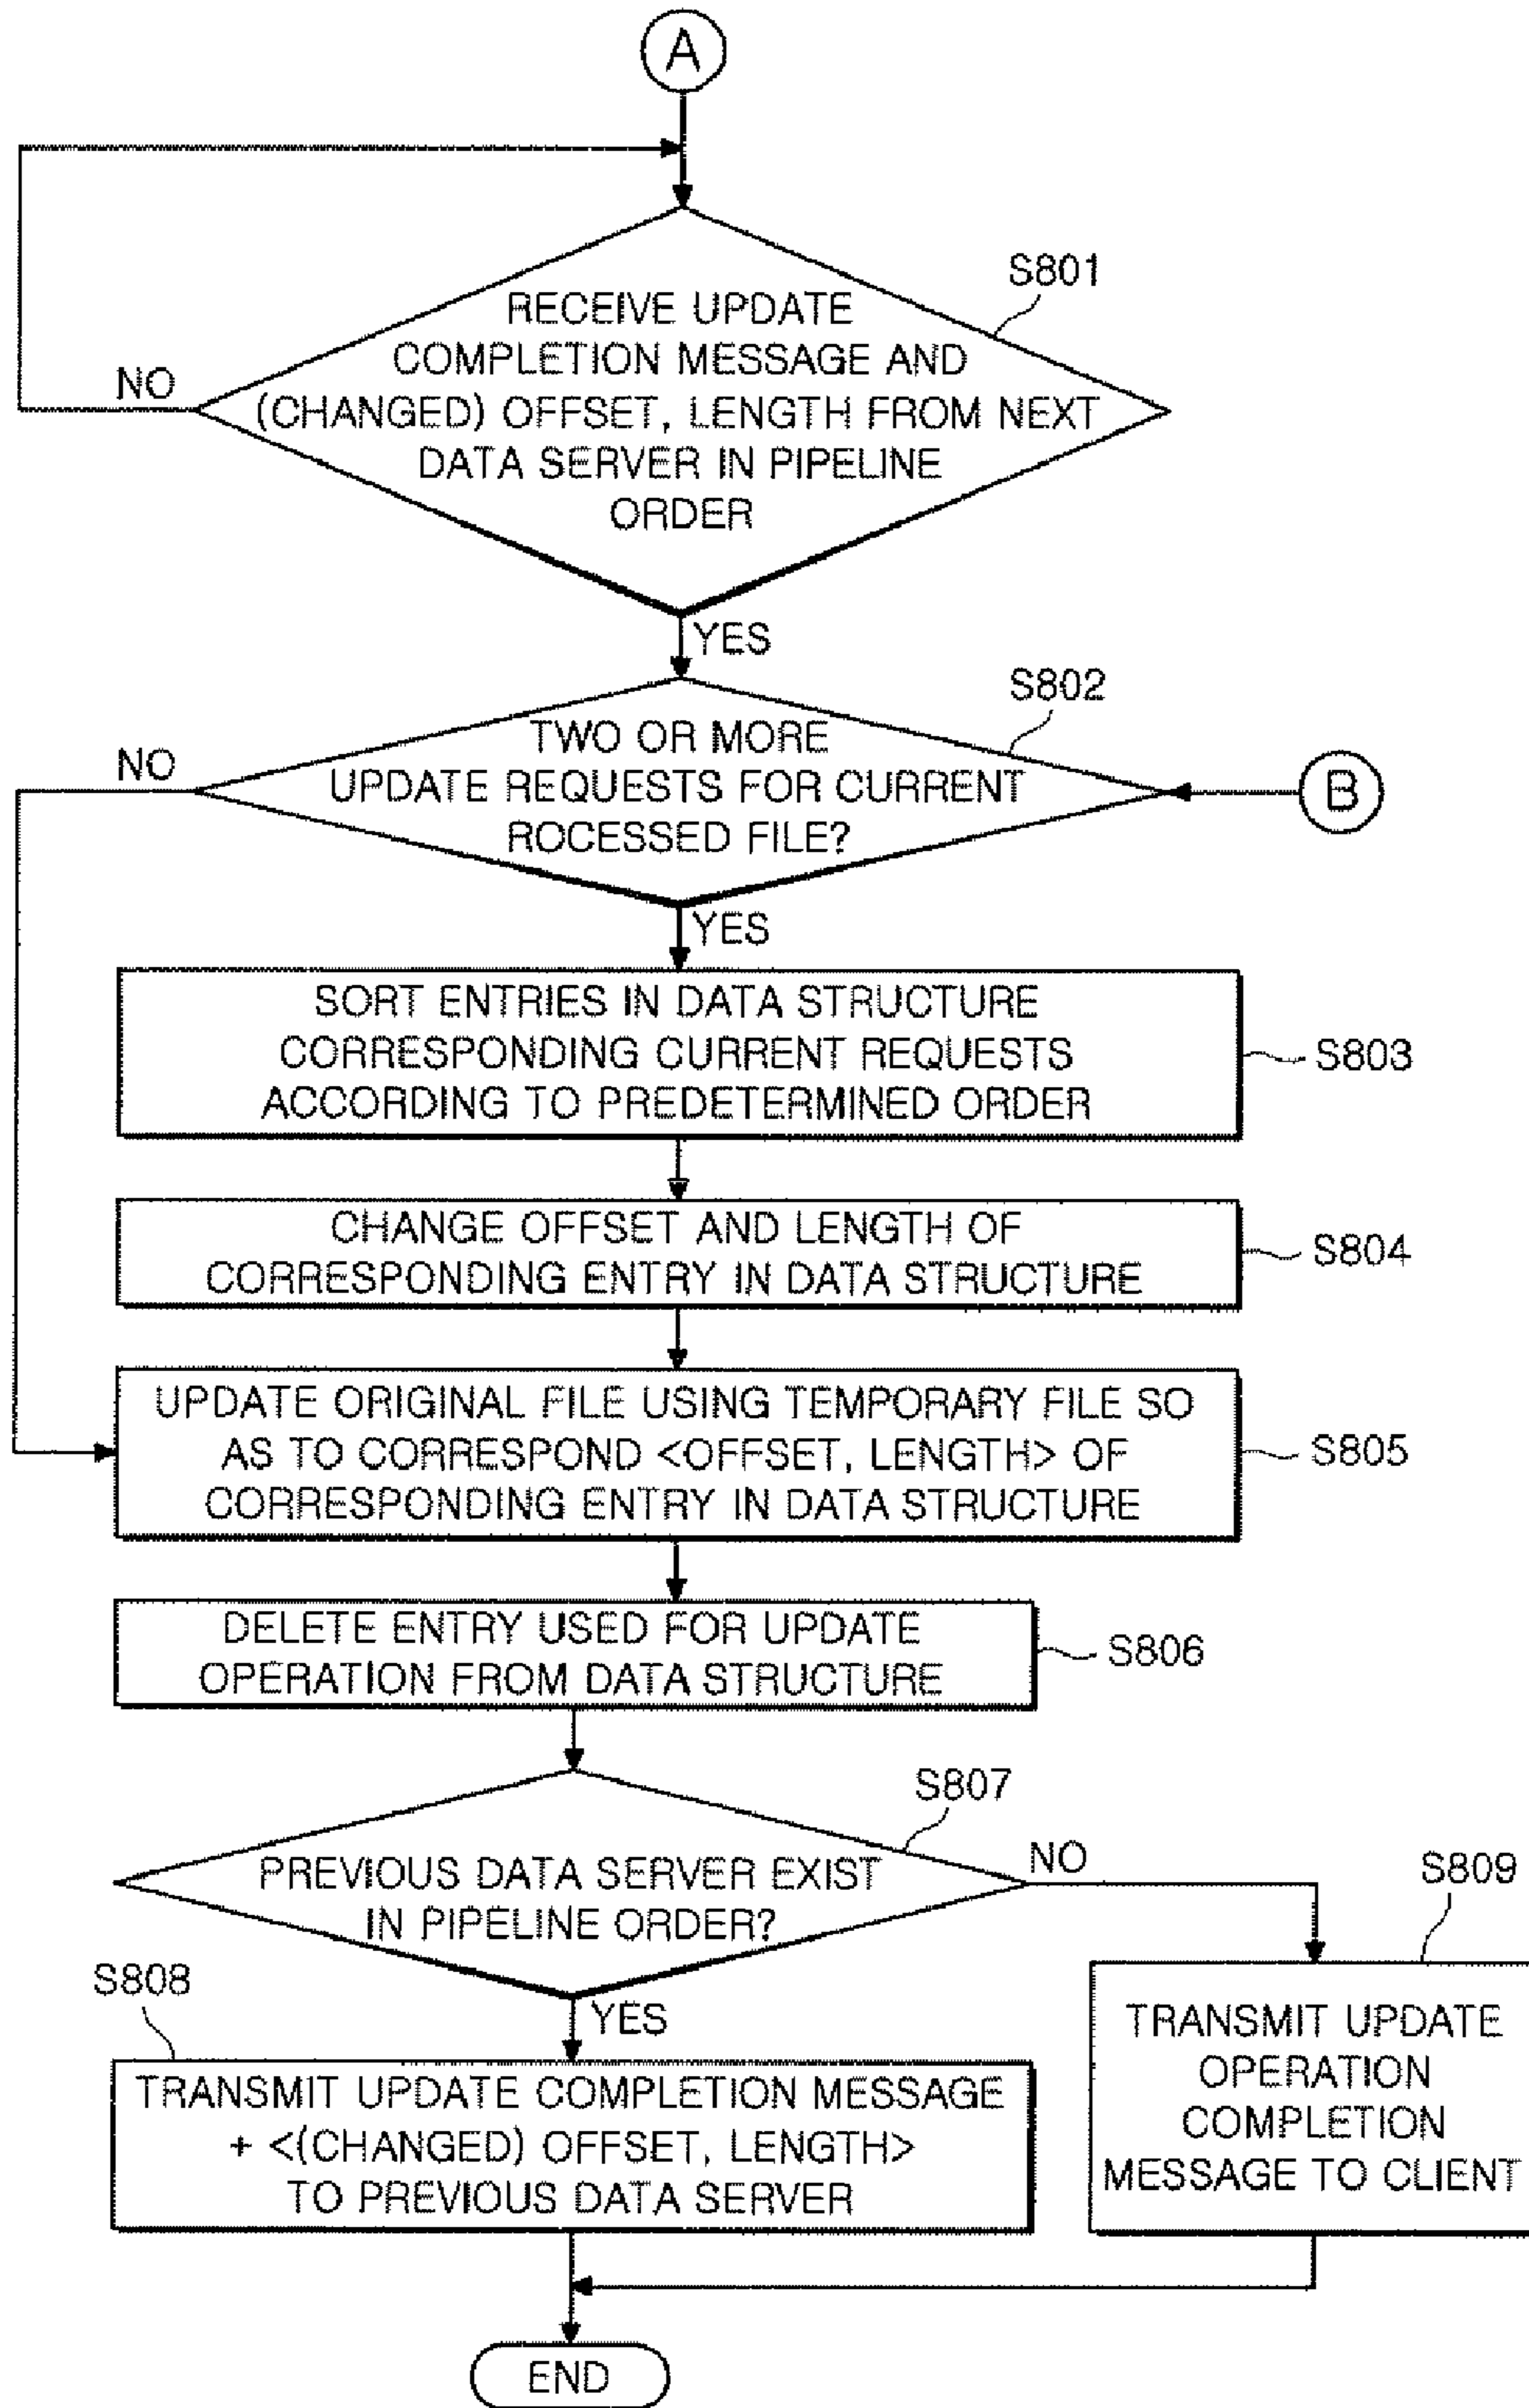 A
S801
RECEIVE UPDATE
COMPLETION MESSAGE AND
(CHANGED) OFFSET, LENGTH FROM NEXT
DATA SERVER IN PIPELINE
ORDER
NO
YES
S802
TWO OR MORE
UPDATE REQUESTS FOR CURRENT
ROCESSED FILE?
NO
B
YES
SORT ENTRIES IN DATA STRUCTURE
CORRESPONDING CURRENT REQUESTS
ACCORDING TO PREDETERMINED ORDER
S803
CHANGE OFFSET AND LENGTH OF
CORRESPONDING ENTRY IN DATA STRUCTURE
S804
UPDATE ORIGINAL FILE USING TEMPORARY FILE SO
AS TO CORRESPOND <OFFSET, LENGTH> OF
CORRESPONDING ENTRY IN DATA STRUCTURE
S805
DELETE ENTRY USED FOR UPDATE
OPERATION FROM DATA STRUCTURE
S806
S807
PREVIOUS DATA SERVER EXIST
IN PIPELINE ORDER?
NO
S809
S808
YES
TRANSMIT UPDATE COMPLETION MESSAGE
+ <(CHANGED) OFFSET, LENGTH>
TO PREVIOUS DATA SERVER
TRANSMIT UPDATE
OPERATION
COMPLETION
MESSAGE TO CLIENT
END